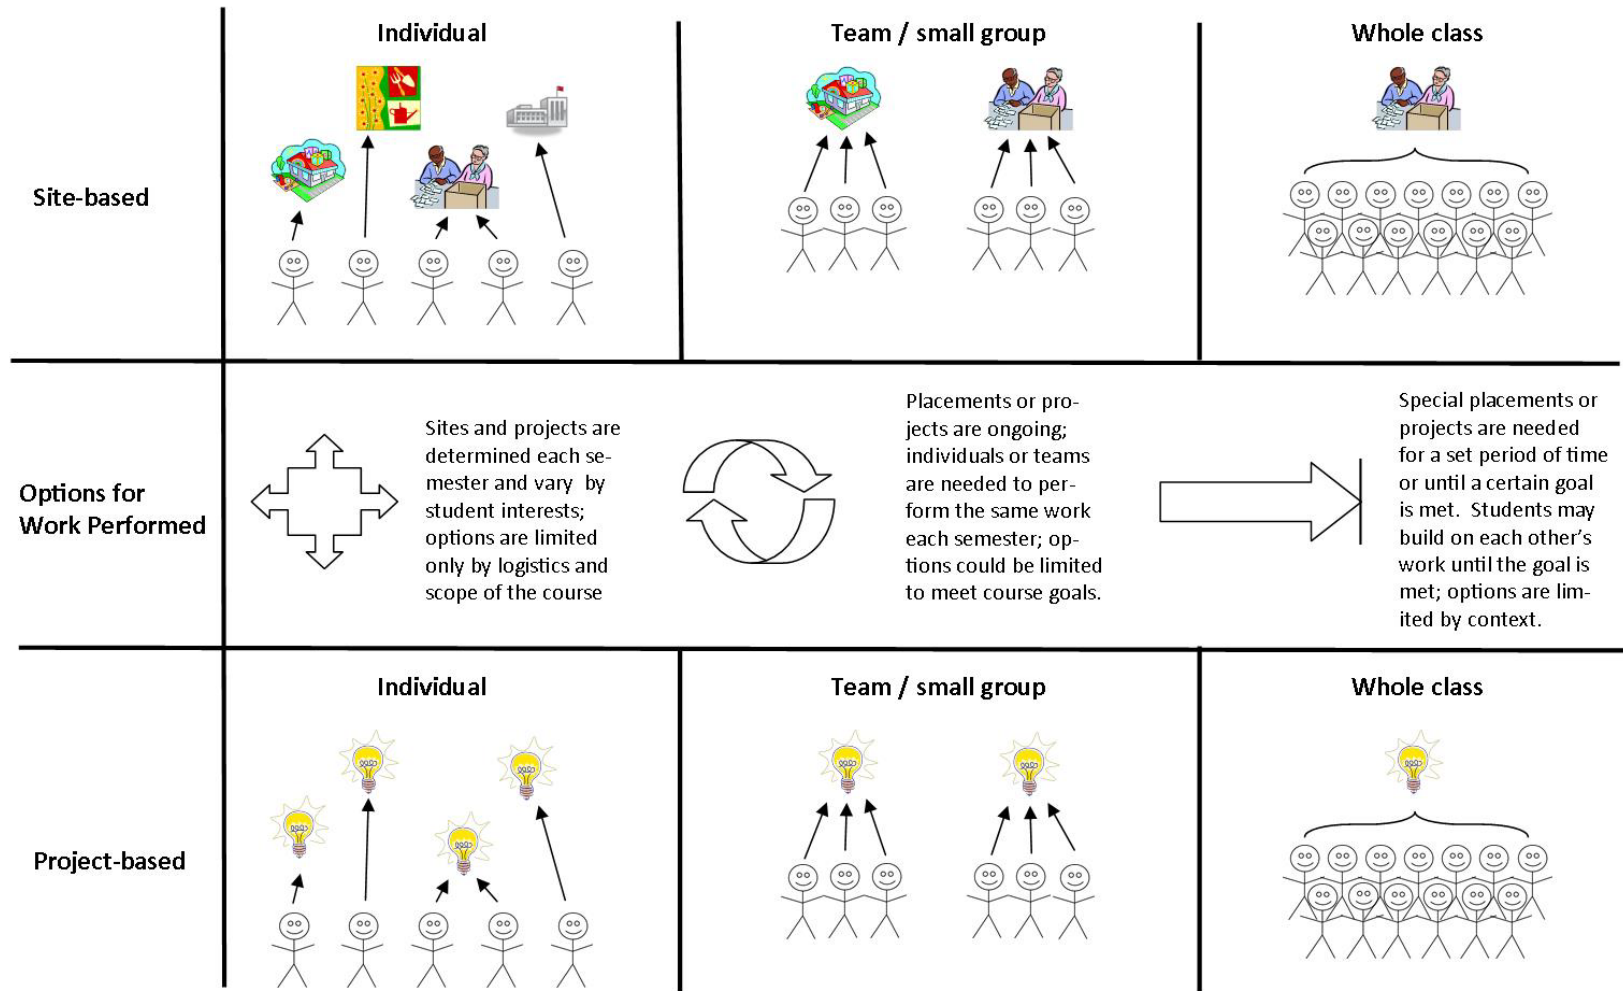 Individual
Team / small group
Whole class
Site-based
Options for
Work Performed
Sites and projects are
determined each se-
mester and vary by
student interests;
options are limited
only by logistics and
scope of the course
Placements or pro-
jects are ongoing;
individuals or teams
are needed to per-
form the same work
each semester; op-
tions could be limited
to meet course goals.
Special placements or
projects are needed
for a set period of time
or until a certain goal
is met.  Students may
build on each other's
work until the goal is
met; options are lim-
ited by context.
Individual
Team / small group
Whole class
Project-based